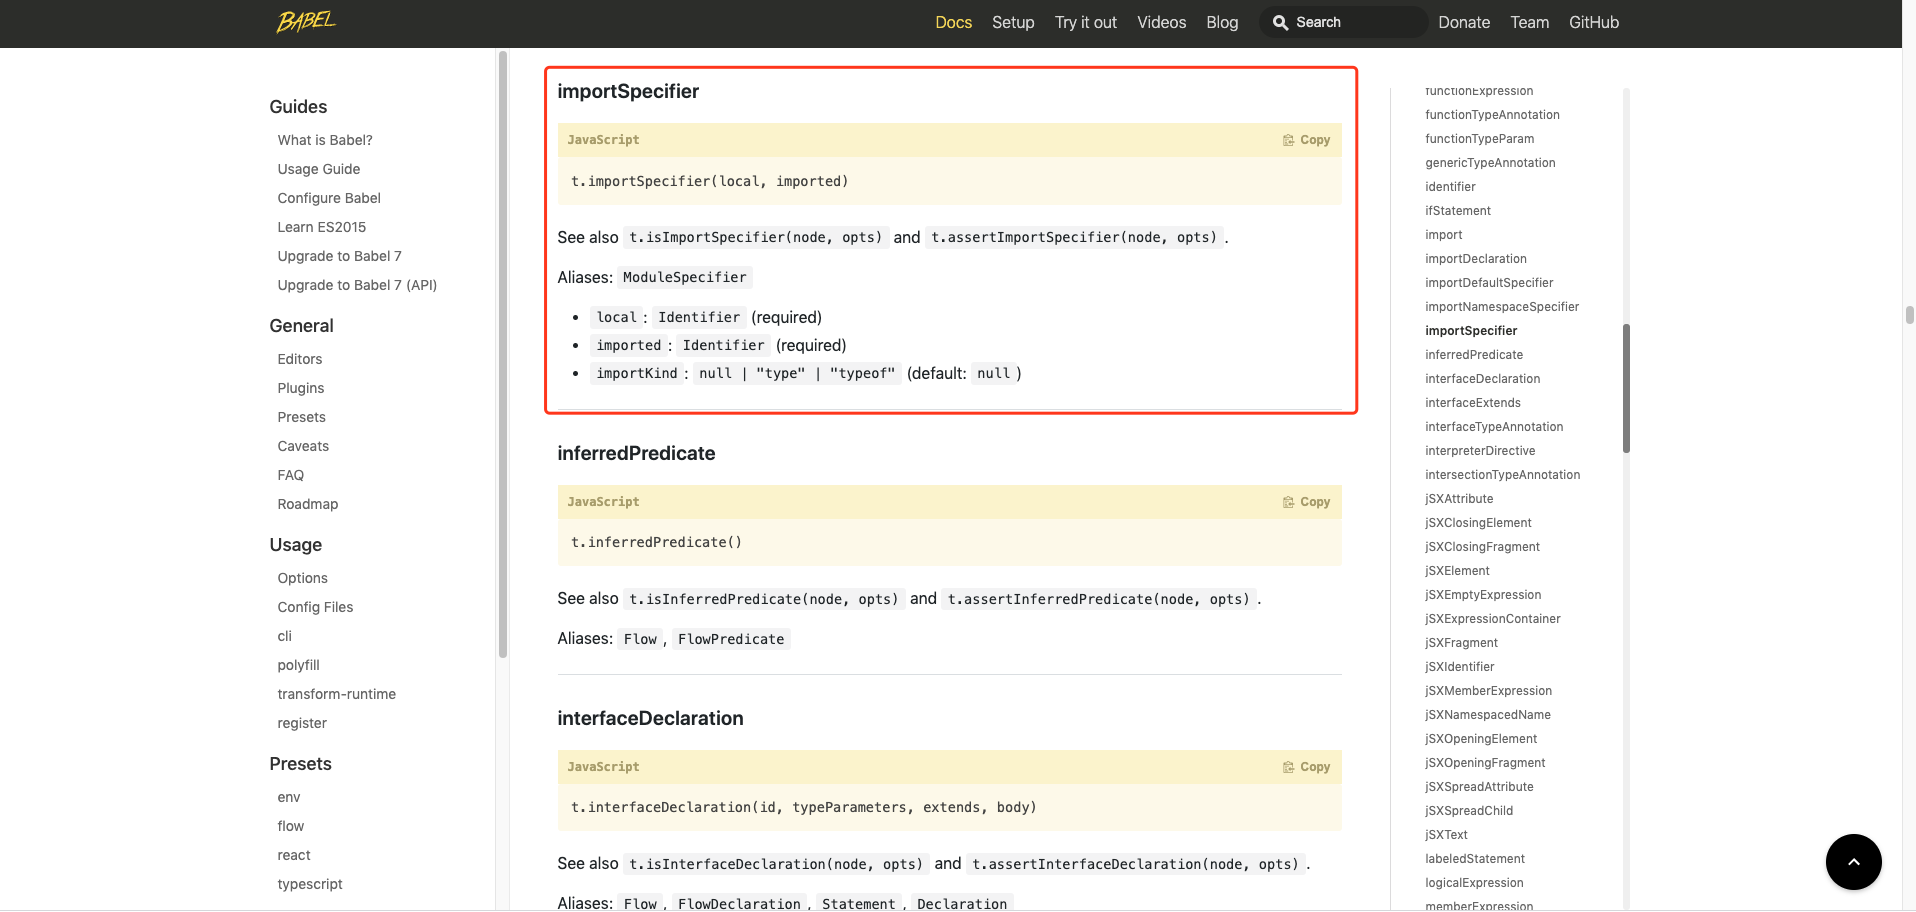 BABEL
Docs Setup Try it out Videos Blog Search Donate Team GitHub
Guides
What is Babel?
Usage Guide
Configure Babel
Learn ES2015
Upgrade to Babel 7
Upgrade to Babel 7 (API)
General
Editors
Plugins
Presets
Caveats
FAQ
Roadmap
Usage
Options
Config Files
cli
polyfill
transform-runtime
register
Presets
env
flow
react
typescript
importSpecifier
JavaScript Copy
t.importSpecifier(local, imported)
See also t.isImportSpecifier(node, opts) and t.assertImportSpecifier(node, opts) .
Aliases: ModuleSpecifier
• local : Identifier (required)
• imported : Identifier (required)
• importKind : null | "type" | "typeof" (default: null )
inferredPredicate
JavaScript Copy
t.inferredPredicate()
See also t.isInferredPredicate(node, opts) and t.assertInferredPredicate(node, opts) .
Aliases: Flow , FlowPredicate
interfaceDeclaration
JavaScript Copy
t.interfaceDeclaration(id, typeParameters, extends, body)
See also t.isInterfaceDeclaration(node, opts) and t.assertInterfaceDeclaration(node, opts) .
Aliases: Flow , FlowDeclaration , Statement , Declaration
functionExpression
functionTypeAnnotation
functionTypeParam
genericTypeAnnotation
identifier
ifStatement
import
importDeclaration
importDefaultSpecifier
importNamespaceSpecifier
importSpecifier
inferredPredicate
interfaceDeclaration
interfaceExtends
interfaceTypeAnnotation
interpreterDirective
intersectionTypeAnnotation
jSXAttribute
jSXClosingElement
jSXClosingFragment
jSXElement
jSXEmptyExpression
jSXExpressionContainer
jSXFragment
jSXIdentifier
jSXMemberExpression
jSXNamespacedName
jSXOpeningElement
jSXOpeningFragment
jSXSpreadAttribute
jSXSpreadChild
jSXText
labeledStatement
logicalExpression
memberExpression